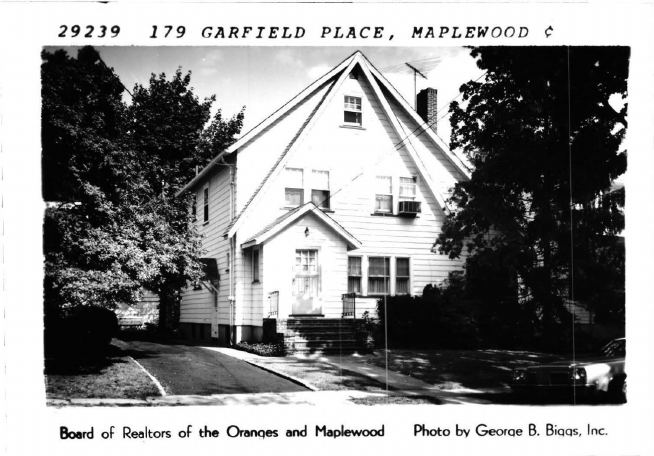 29239 179 GARFIELD PLACE, MAPLEWOOD ¢
Board of Realtors of the Oranges and Maplewood Photo by George B. Biggs, Inc.